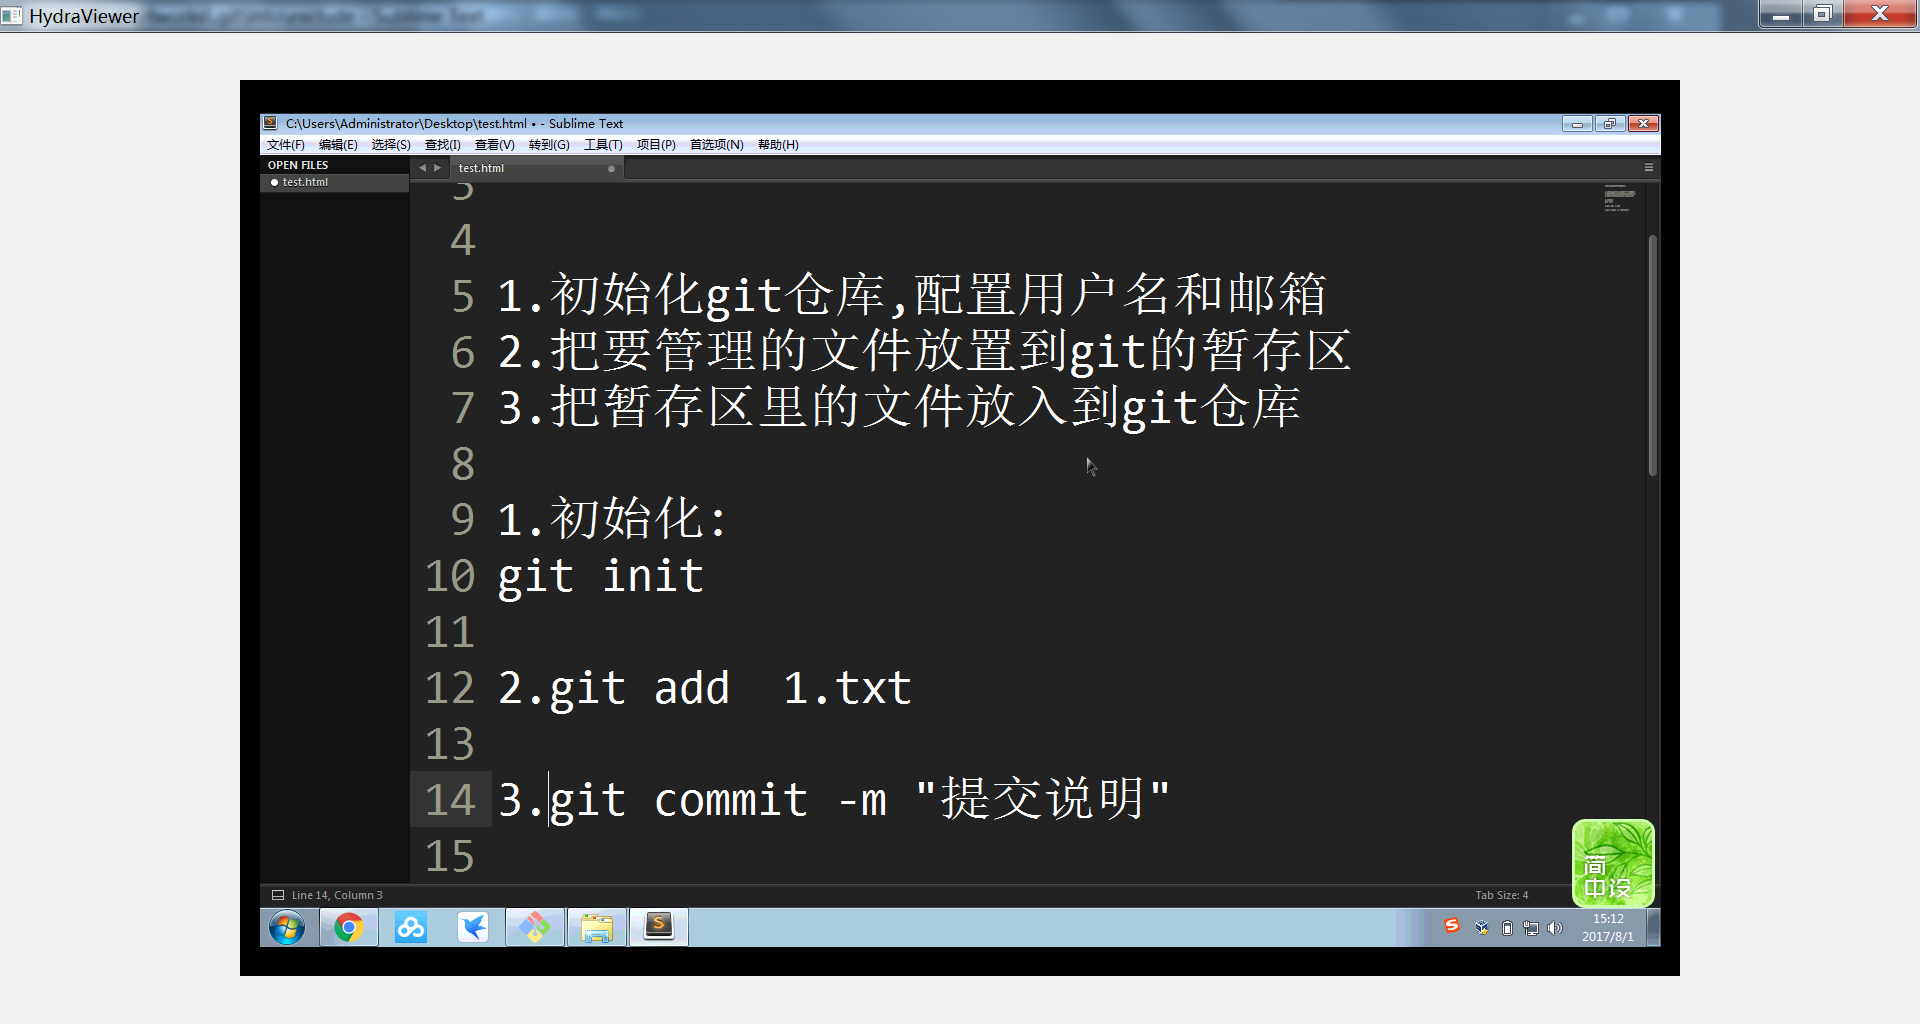 HydraViewer
C:\Users\Administrator\Desktop\test.html • - Sublime Text
文件(F) 编辑(E) 选择(S) 查找(I) 查看(V) 转到(G) 工具(T) 项目(P) 首选项(N) 帮助(H)
OPEN FILES
test.html
test.html
3
4
5 1.初始化git仓库,配置用户名和邮箱
6 2.把要管理的文件放置到git的暂存区
7 3.把暂存区里的文件放入到git仓库
8
9 1.初始化:
10 git init
11
12 2.git add  1.txt
13
14 3.git commit -m "提交说明"
15
简
中 设
Line 14, Column 3
Tab Size: 4
15:12
2017/8/1